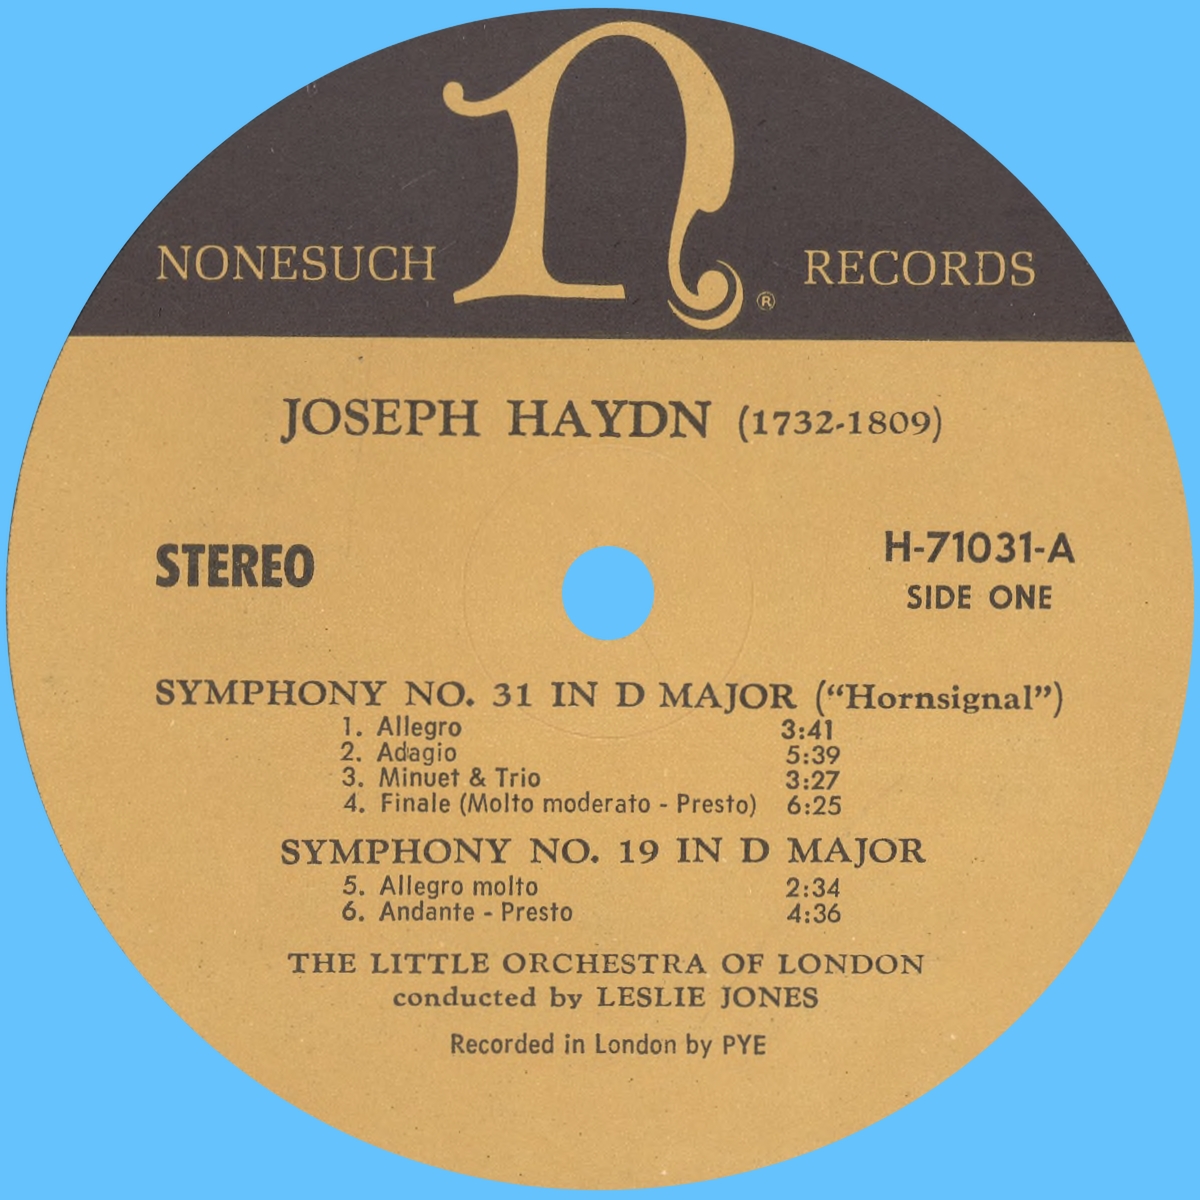 n
NONESUCH RECORDS
®
JOSEPH HAYDN (1732-1809)
STEREO
H-71031-A
SIDE ONE
SYMPHONY NO. 31 IN D MAJOR (“Hornsignal”)
1. Allegro 3:41
2. Adagio 5:39
3. Minuet & Trio 3:27
4. Finale (Molto moderato - Presto) 6:25
SYMPHONY NO. 19 IN D MAJOR
5. Allegro molto 2:34
6. Andante - Presto 4:36
THE LITTLE ORCHESTRA OF LONDON
conducted by LESLIE JONES
Recorded in London by PYE